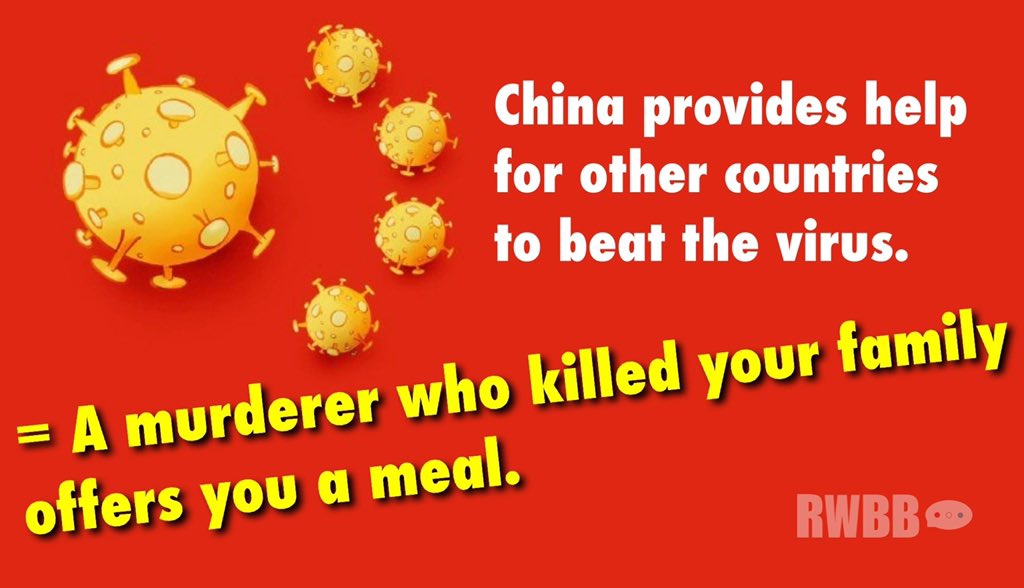 China provides help
for other countries
to beat the virus.
= A murderer who killed your family
offers you a meal.
RWBB